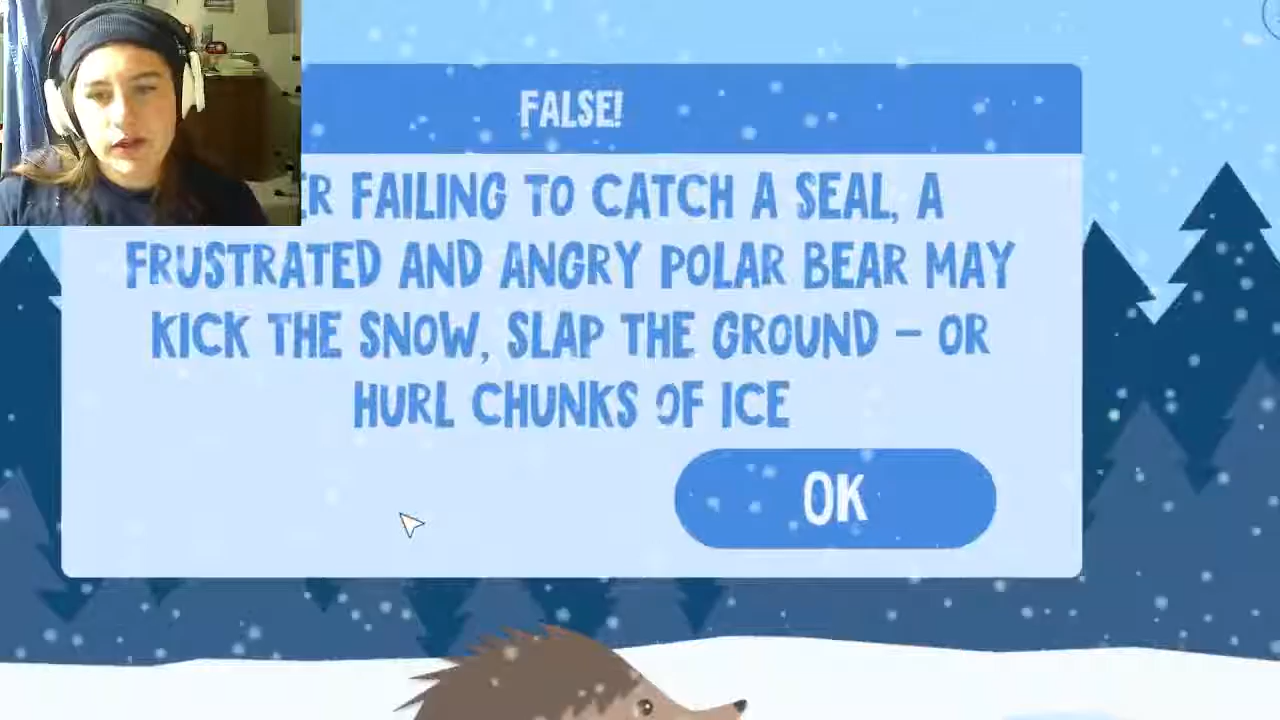 FALSE!
FAILING TO CATCH A SEAL, A
FRUSTRATED AND ANGRY POLAR BEAR MAY
KICK THE SNOW, SLAP THE GROUND – OR
HURL CHUNKS OF ICE
OK